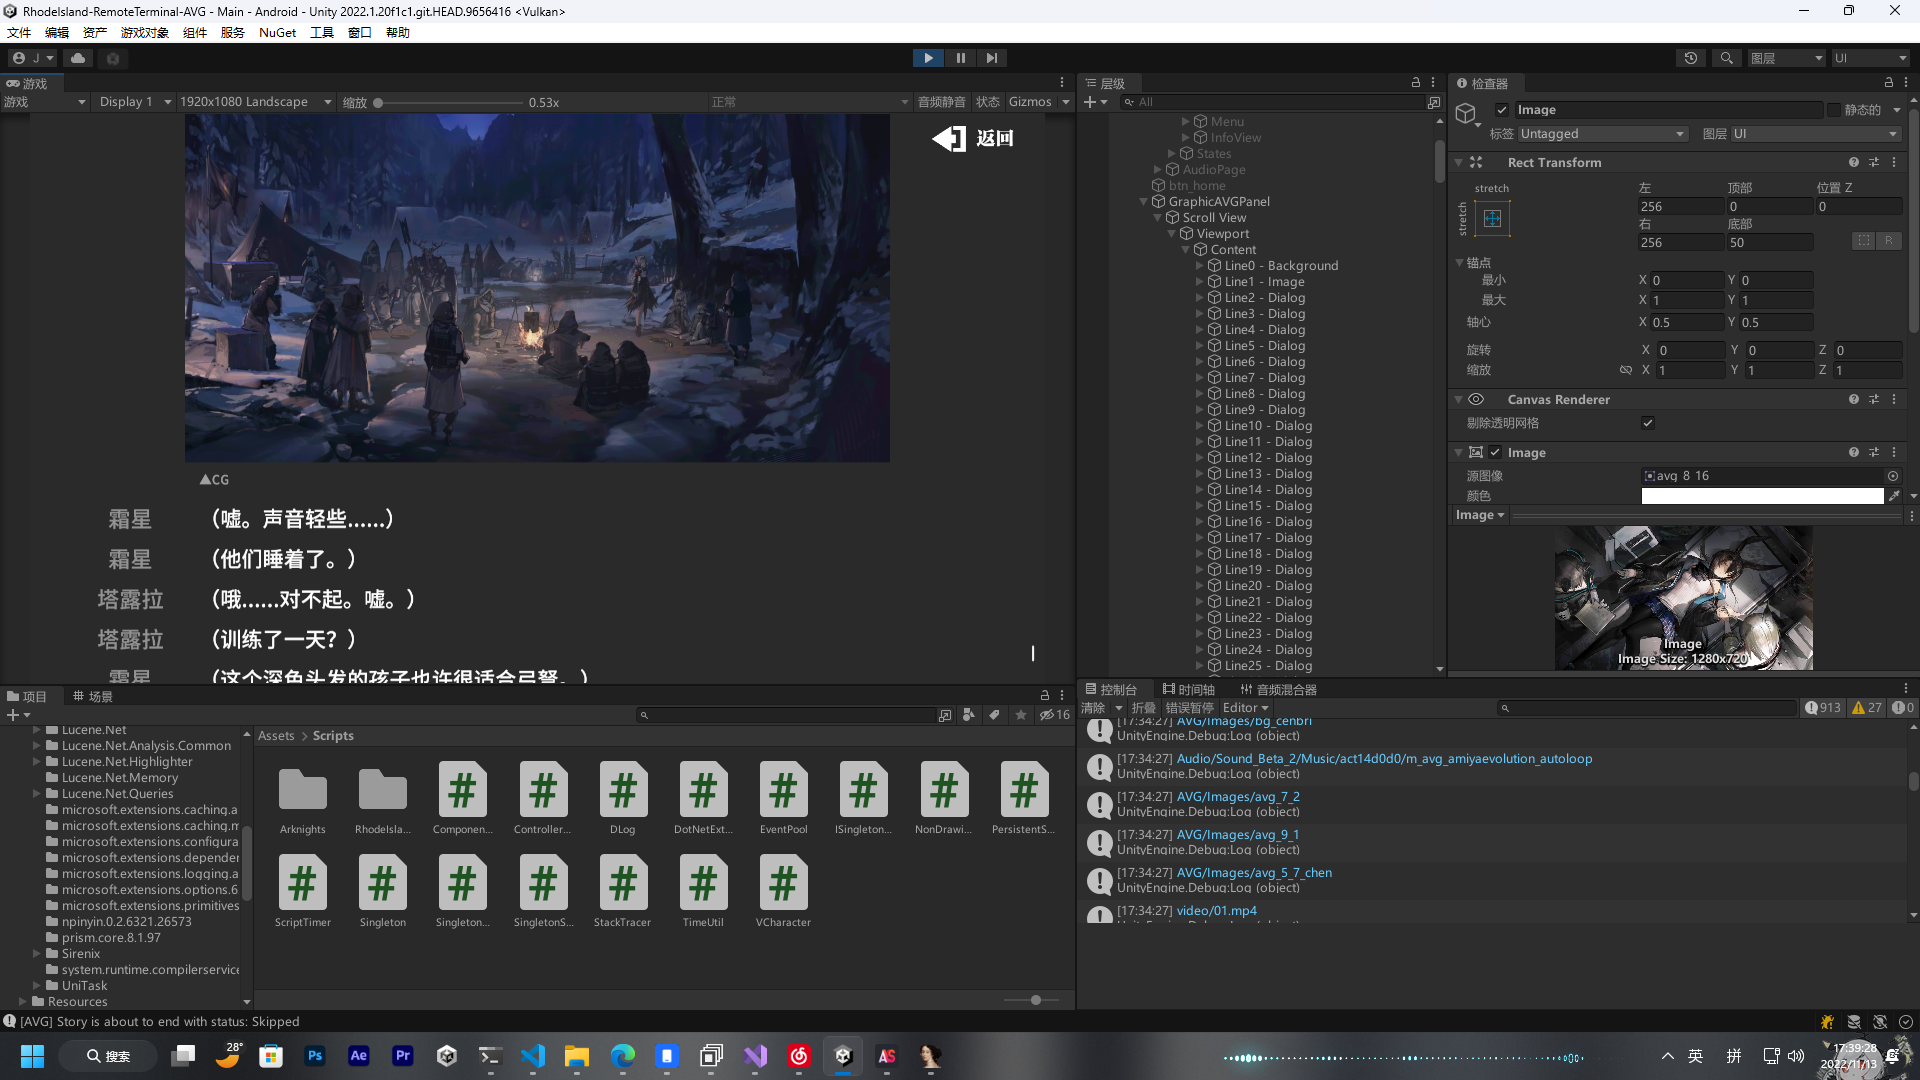 RhodeIsland-RemoteTerminal-AVG - Main - Android - Unity 2022.1.20f1c1.git.HEAD.9656416 <Vulkan>
文件 编辑 资产 游戏对象 组件 服务 NuGet 工具 窗口 帮助
J
图层 UI
游戏
游戏 Display 1 1920x1080 Landscape 缩放 0.53x 正常 音频静音 状态 Gizmos
返回
▲CG
霜星 （嘘。声音轻些……）
霜星 （他们睡着了。）
塔露拉 （哦……对不起。嘘。）
塔露拉 （训练了一天？）
霜星 （这个深色头发的孩子也许很适合弓弩。）
层级
All
Menu
InfoView
States
AudioPage
btn_home
GraphicAVGPanel
Scroll View
Viewport
Content
Line0 - Background
Line1 - Image
Line2 - Dialog
Line3 - Dialog
Line4 - Dialog
Line5 - Dialog
Line6 - Dialog
Line7 - Dialog
Line8 - Dialog
Line9 - Dialog
Line10 - Dialog
Line11 - Dialog
Line12 - Dialog
Line13 - Dialog
Line14 - Dialog
Line15 - Dialog
Line16 - Dialog
Line17 - Dialog
Line18 - Dialog
Line19 - Dialog
Line20 - Dialog
Line21 - Dialog
Line22 - Dialog
Line23 - Dialog
Line24 - Dialog
Line25 - Dialog
检查器
Image 静态的
标签 Untagged 图层 UI
Rect Transform
stretch 左 顶部 位置 Z
stretch 256 0 0
右 底部
256 50 R
锚点
最小 X 0 Y 0
最大 X 1 Y 1
轴心 X 0.5 Y 0.5
旋转 X 0 Y 0 Z 0
缩放 X 1 Y 1 Z 1
Canvas Renderer
剔除透明网格
Image
源图像 avg_8_16
颜色
Image
Image
Image Size: 1280x720
项目 场景
16
Lucene.Net
Lucene.Net.Analysis.Common
Lucene.Net.Highlighter
Lucene.Net.Memory
Lucene.Net.Queries
microsoft.extensions.caching.a
microsoft.extensions.caching.m
microsoft.extensions.configura
microsoft.extensions.depender
microsoft.extensions.logging.a
microsoft.extensions.options.6
microsoft.extensions.primitives
npinyin.0.2.6321.26573
prism.core.8.1.97
Sirenix
system.runtime.compilerservice
UniTask
Resources
Assets > Scripts
Arknights RhodeIsla... Componen... Controller... DLog DotNetExt... EventPool ISingleton... NonDrawi... PersistentS...
ScriptTimer Singleton Singleton... SingletonS... StackTracer TimeUtil VCharacter
控制台 时间轴 音频混合器
清除 折叠 错误暂停 Editor 913 27 0
[17:34:27] AVG/Images/bg_cenbri
UnityEngine.Debug:Log (object)
[17:34:27] Audio/Sound_Beta_2/Music/act14d0d0/m_avg_amiyaevolution_autoloop
UnityEngine.Debug:Log (object)
[17:34:27] AVG/Images/avg_7_2
UnityEngine.Debug:Log (object)
[17:34:27] AVG/Images/avg_9_1
UnityEngine.Debug:Log (object)
[17:34:27] AVG/Images/avg_5_7_chen
UnityEngine.Debug:Log (object)
[17:34:27] video/01.mp4
UnityEngine.Debug:Log (object)
[AVG] Story is about to end with status: Skipped
搜索 28° Ps Ae Pr AS 英 拼 17:39:28
2022/11/13